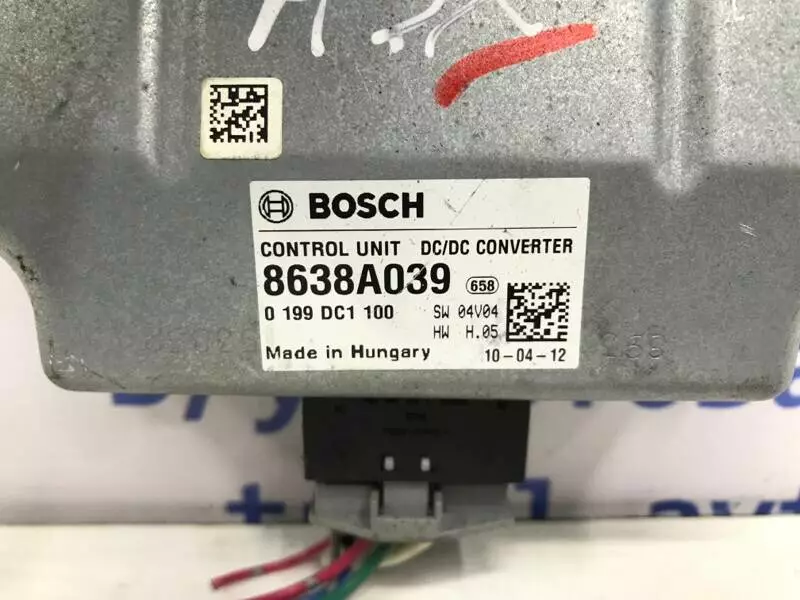 BOSCH
CONTROL UNIT DC/DC CONVERTER
8638A039 658
0 199 DC1 100 SW 04V04
HW H.05
Made in Hungary 10-04-12